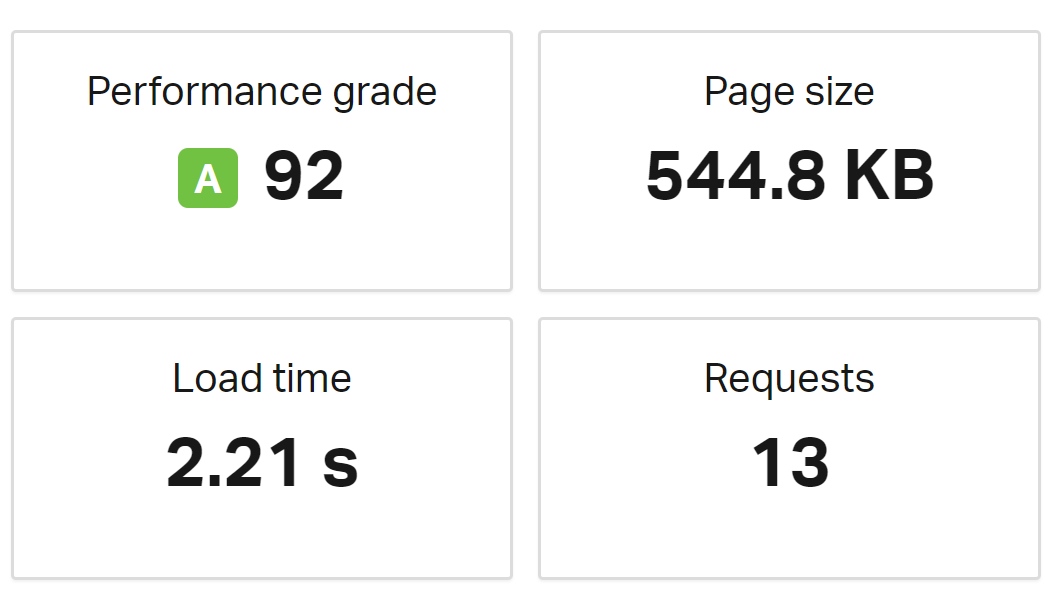 Performance grade
A 92
Page size
544.8 KB
Load time
2.21 s
Requests
13